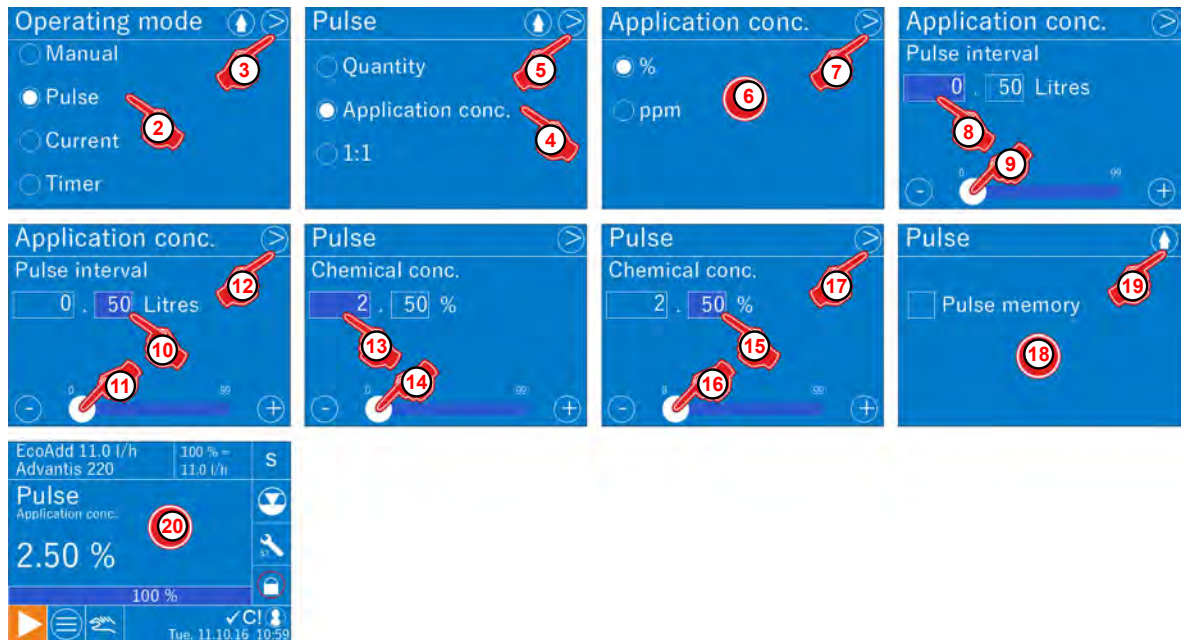 Operating mode
Manual
3
Pulse
2
Current
Timer
Pulse
Quantity
5
Application conc.
4
1:1
Application conc.
%
7
6
ppm
Application conc.
Pulse interval
0 . 50 Litres
8
9
0 99
- +
Application conc.
Pulse interval
12
0 . 50 Litres
10
11
0 99
- +
Pulse
Chemical conc.
2 . 50 %
13
14
0 99
- +
Pulse
Chemical conc.
17
2 . 50 %
15
16
99
- +
Pulse
19
Pulse memory
18
EcoAdd 11.0 l/h
Advantis 220
100 % =
11.0 l/h
S
Pulse
Application conc.
20
2.50 %
100 %
✓C!
Tue, 11.10.16 10:59